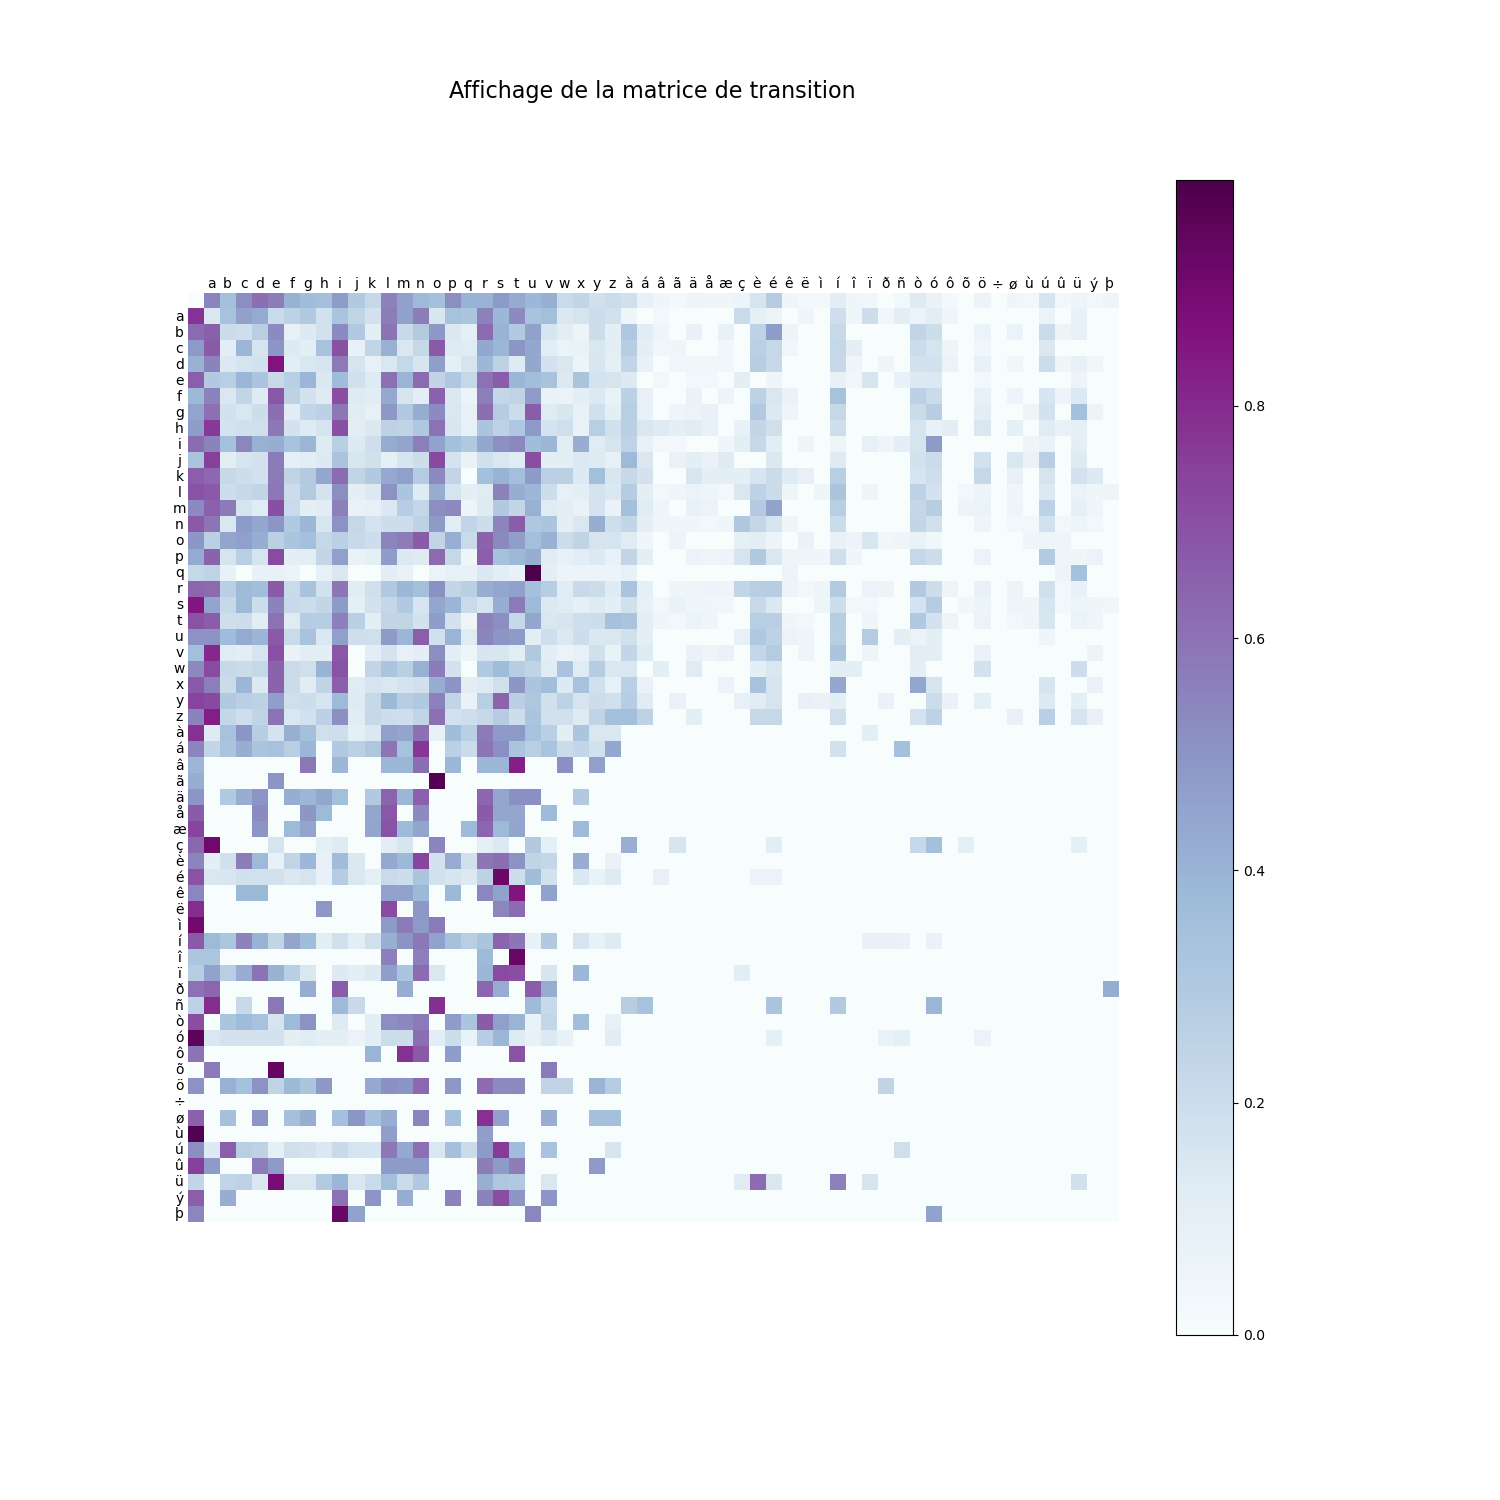 Affichage de la matrice de transition
a b c d e f g h i j k l m n o p q r s t u v w x y z à á â ã ä å æ ç è é ê ë ì í î ï ð ñ ò ó ô õ ö ÷ ø ù ú û ü ý þ
a
b
c
d
e
f
g
h
i
j
k
l
m
n
o
p
q
r
s
t
u
v
w
x
y
z
à
á
â
ã
ä
å
æ
ç
è
é
ê
ë
ì
í
î
ï
ð
ñ
ò
ó
ô
õ
ö
÷
ø
ù
ú
û
ü
ý
þ
0.8
0.6
0.4
0.2
0.0